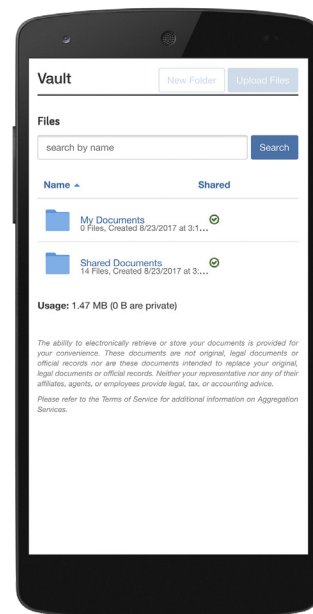 Vault
New Folder
Upload Files
Files
search by name
Search
Name
Shared
My Documents
0 Files, Created 8/23/2017 at 3:1...
Shared Documents
14 Files, Created 8/23/2017 at 3:...
Usage: 1.47 MB (0 B are private)
The ability to electronically retrieve or store your documents is provided for
your convenience. These documents are not original, legal documents or
official records nor are these documents intended to replace your original,
legal documents or official records. Neither your representative nor any of their
affiliates, agents, or employees provide legal, tax, or accounting advice.
Please refer to the Terms of Service for additional information on Aggregation
Services.